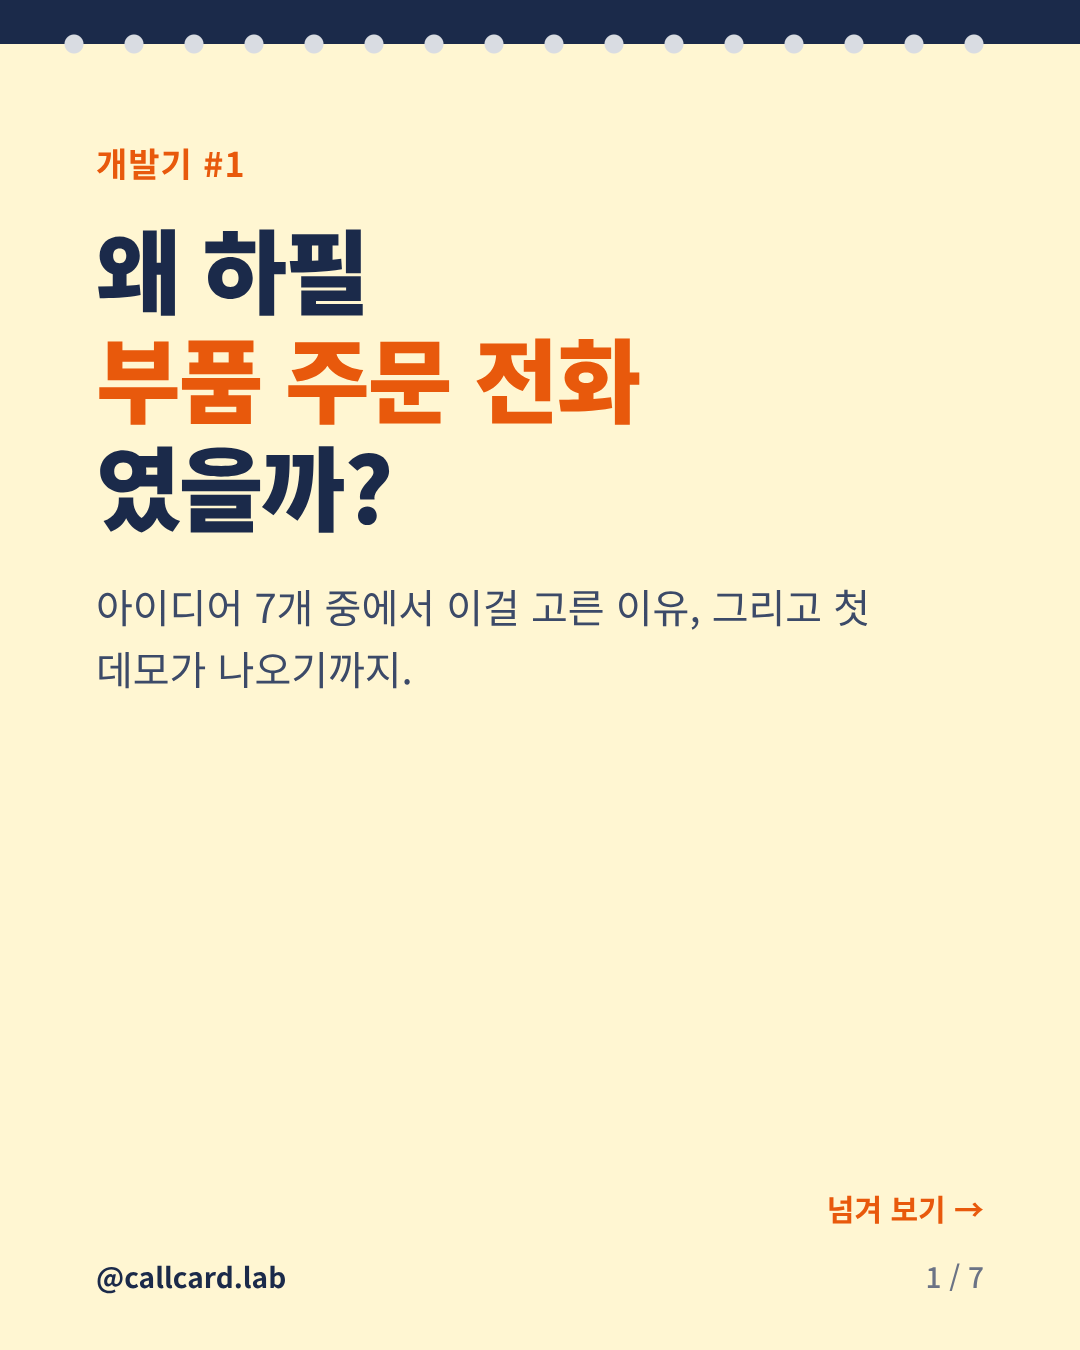 개발기 #1
왜 하필
부품 주문 전화
였을까?
아이디어 7개 중에서 이걸 고른 이유, 그리고 첫
데모가 나오기까지.
넘겨 보기 →
@callcard.lab
1 / 7